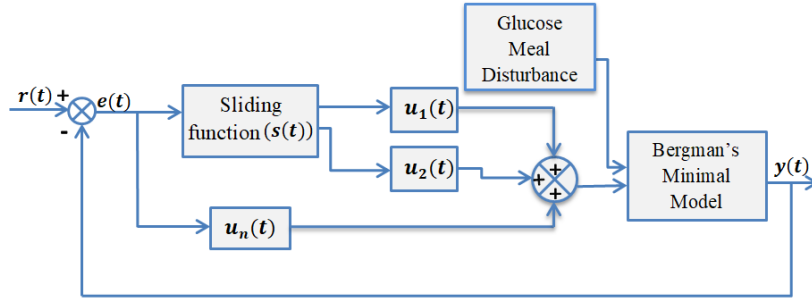 Glucose
Meal
Disturbance
r(t) +
e(t)
-
Sliding
function (s(t))
u₁(t)
u₂(t)
uₙ(t)
+
+
+
Bergman's
Minimal
Model
y(t)